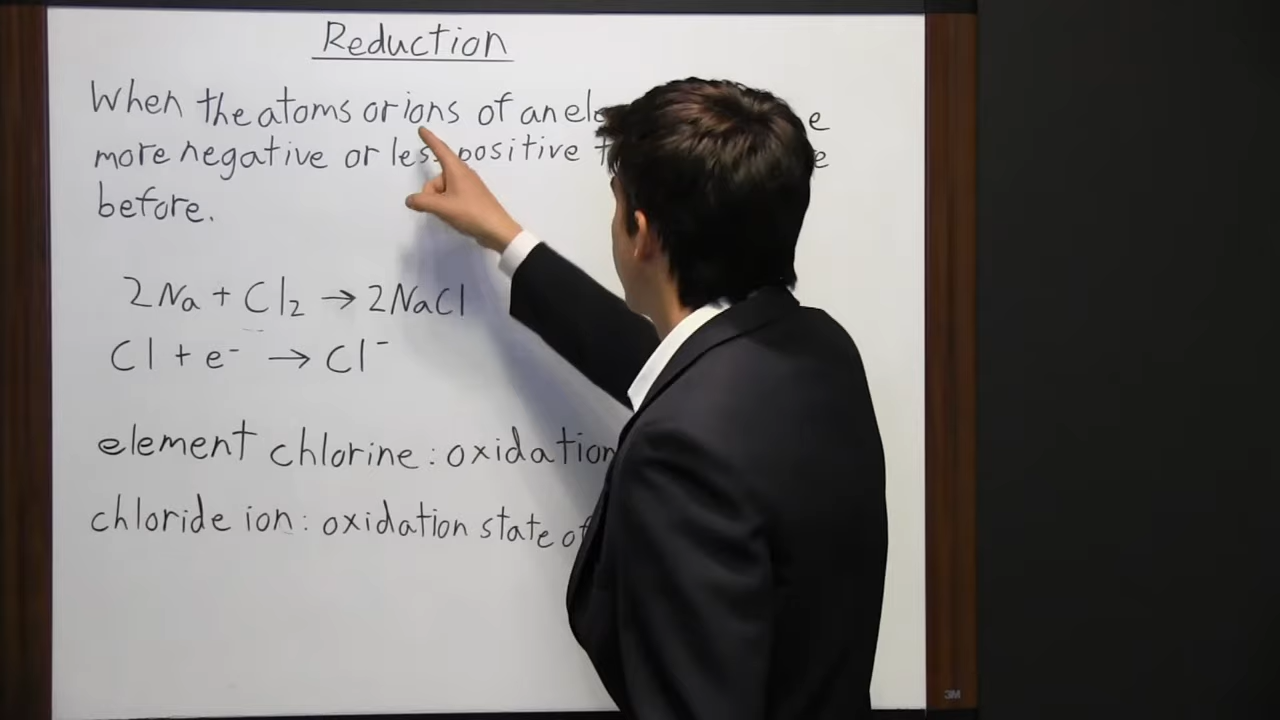 Reduction
When the atoms or ions of an
more negative or less positive
before.
2Na + Cl₂ → 2NaCl
Cl + e⁻ → Cl⁻
element chlorine: oxidation
chloride ion: oxidation state of
3M